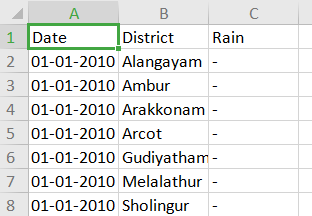 A B C
1 Date District Rain
2 01-01-2010 Alangayam -
3 01-01-2010 Ambur -
4 01-01-2010 Arakkonam -
5 01-01-2010 Arcot -
6 01-01-2010 Gudiyatham -
7 01-01-2010 Melalathur -
8 01-01-2010 Sholingur -